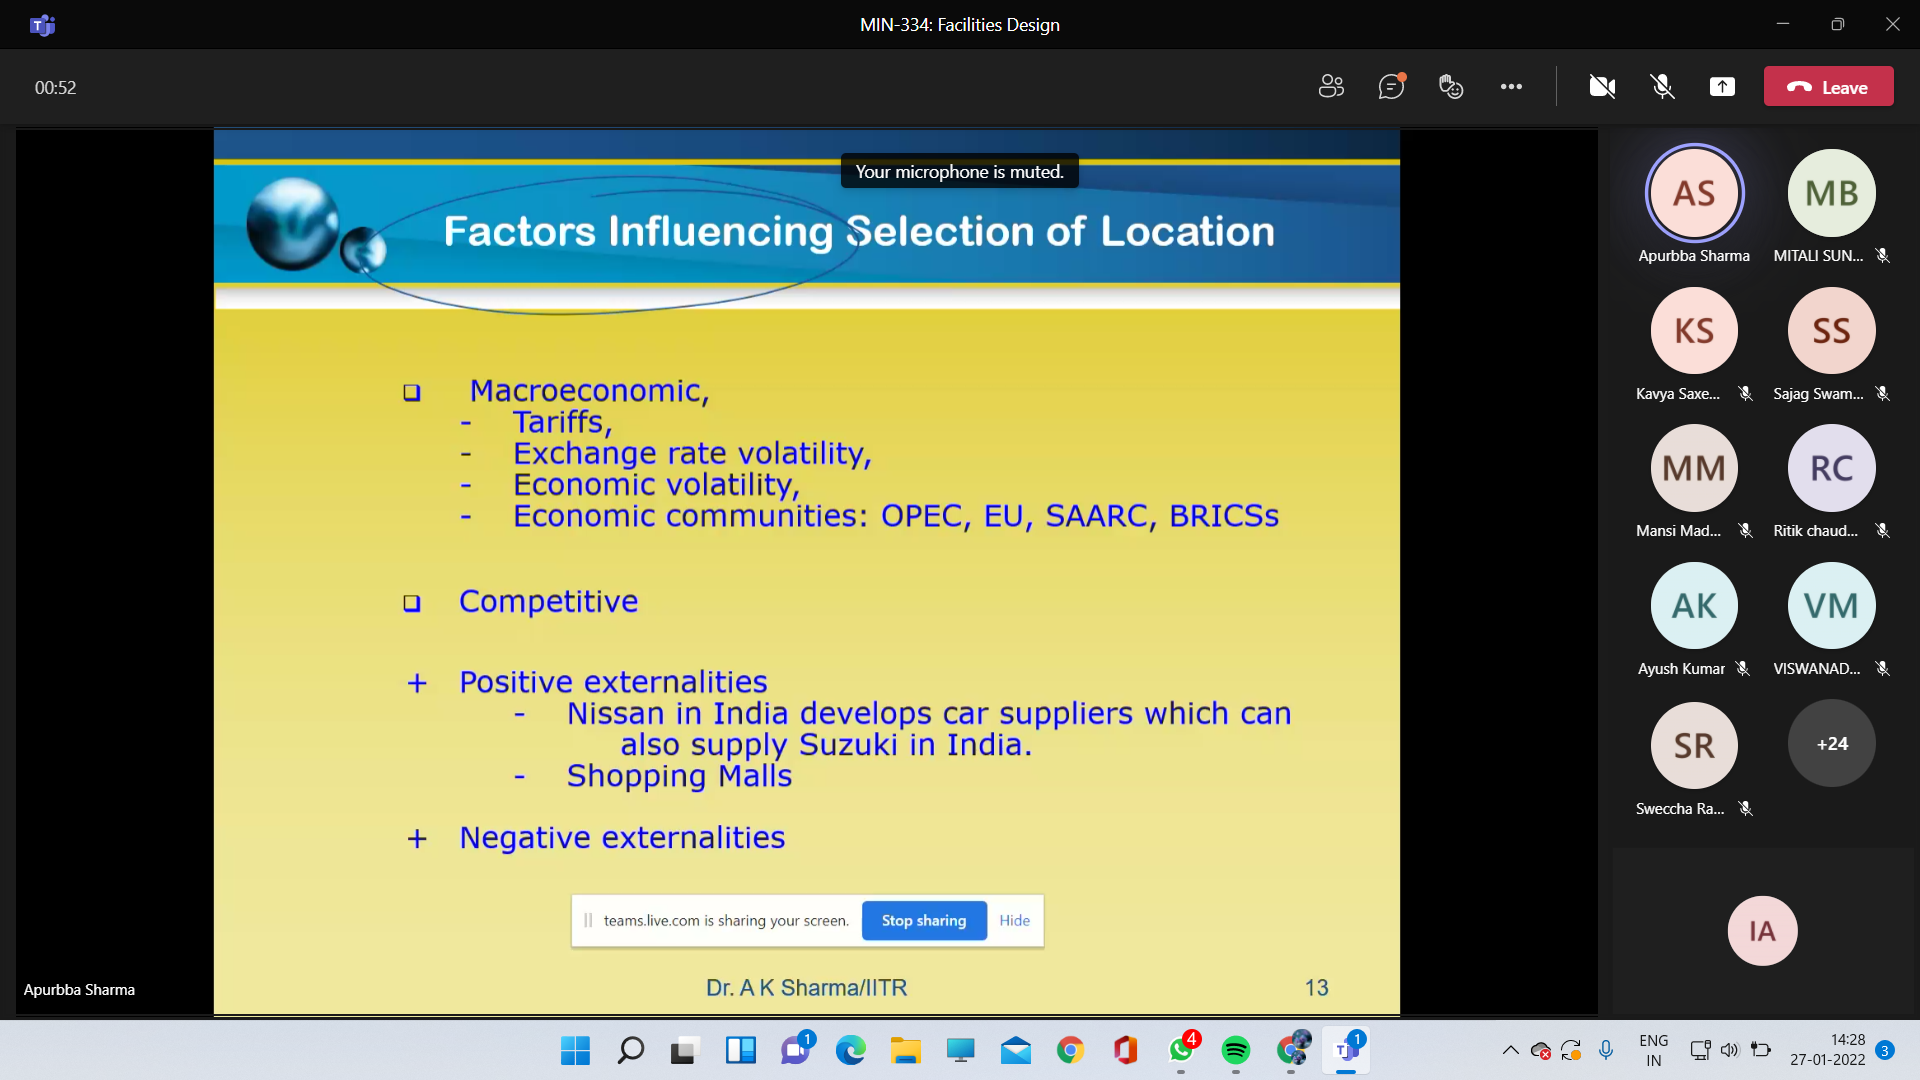 MIN-334: Facilities Design
00:52
Leave
Your microphone is muted.
Factors Influencing Selection of Location
Macroeconomic,
- Tariffs,
- Exchange rate volatility,
- Economic volatility,
- Economic communities: OPEC, EU, SAARC, BRICSs
Competitive
+ Positive externalities
- Nissan in India develops car suppliers which can
also supply Suzuki in India.
- Shopping Malls
+ Negative externalities
teams.live.com is sharing your screen. Stop sharing Hide
Dr. A K Sharma/IITR 13
Apurbba Sharma
AS MB
Apurbba Sharma MITALI SUN...
KS SS
Kavya Saxe... Sajag Swam...
MM RC
Mansi Mad... Ritik chaud...
AK VM
Ayush Kumar VISWANAD...
SR +24
Sweccha Ra...
IA
1 4 1
ENG
IN
14:28
27-01-2022
3